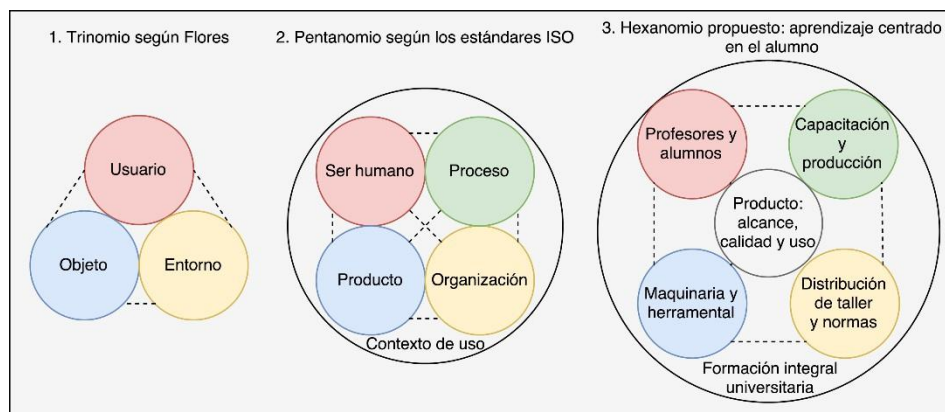 1. Trinomio según Flores
Usuario
Objeto
Entorno
2. Pentanomio según los estándares ISO
Ser humano
Proceso
Producto
Organización
Contexto de uso
3. Hexanomio propuesto: aprendizaje centrado
en el alumno
Profesores y
alumnos
Capacitación
y
producción
Producto:
alcance,
calidad y uso
Maquinaria y
herramental
Distribución
de taller
y normas
Formación integral
universitaria